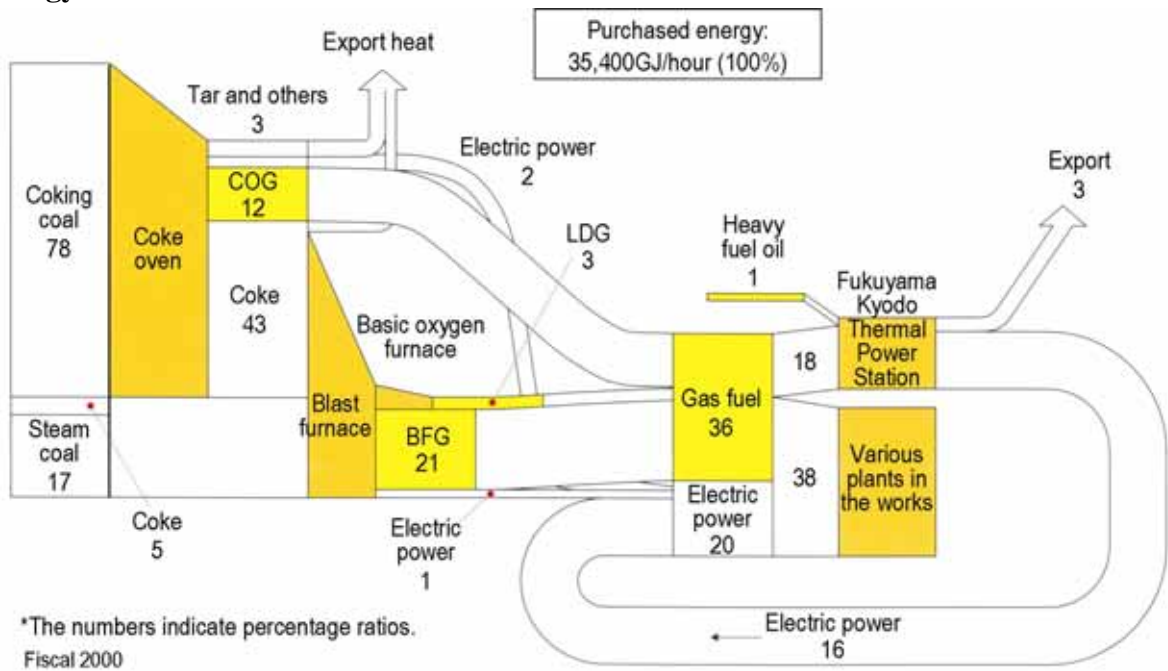 Purchased energy:
35,400GJ/hour (100%)
Export heat
Tar and others
3
Electric power
2
Export
3
Coking
coal
78
COG
12
Coke
oven
LDG
3
Heavy
fuel oil
1
Fukuyama
Kyodo
Thermal
Power
Station
Coke
43
Basic oxygen
furnace
18
Gas fuel
36
Blast
furnace
BFG
21
Steam
coal
17
38
Various
plants in
the works
Electric
power
20
Coke
5
Electric
power
1
*The numbers indicate percentage ratios.
Fiscal 2000
Electric power
16